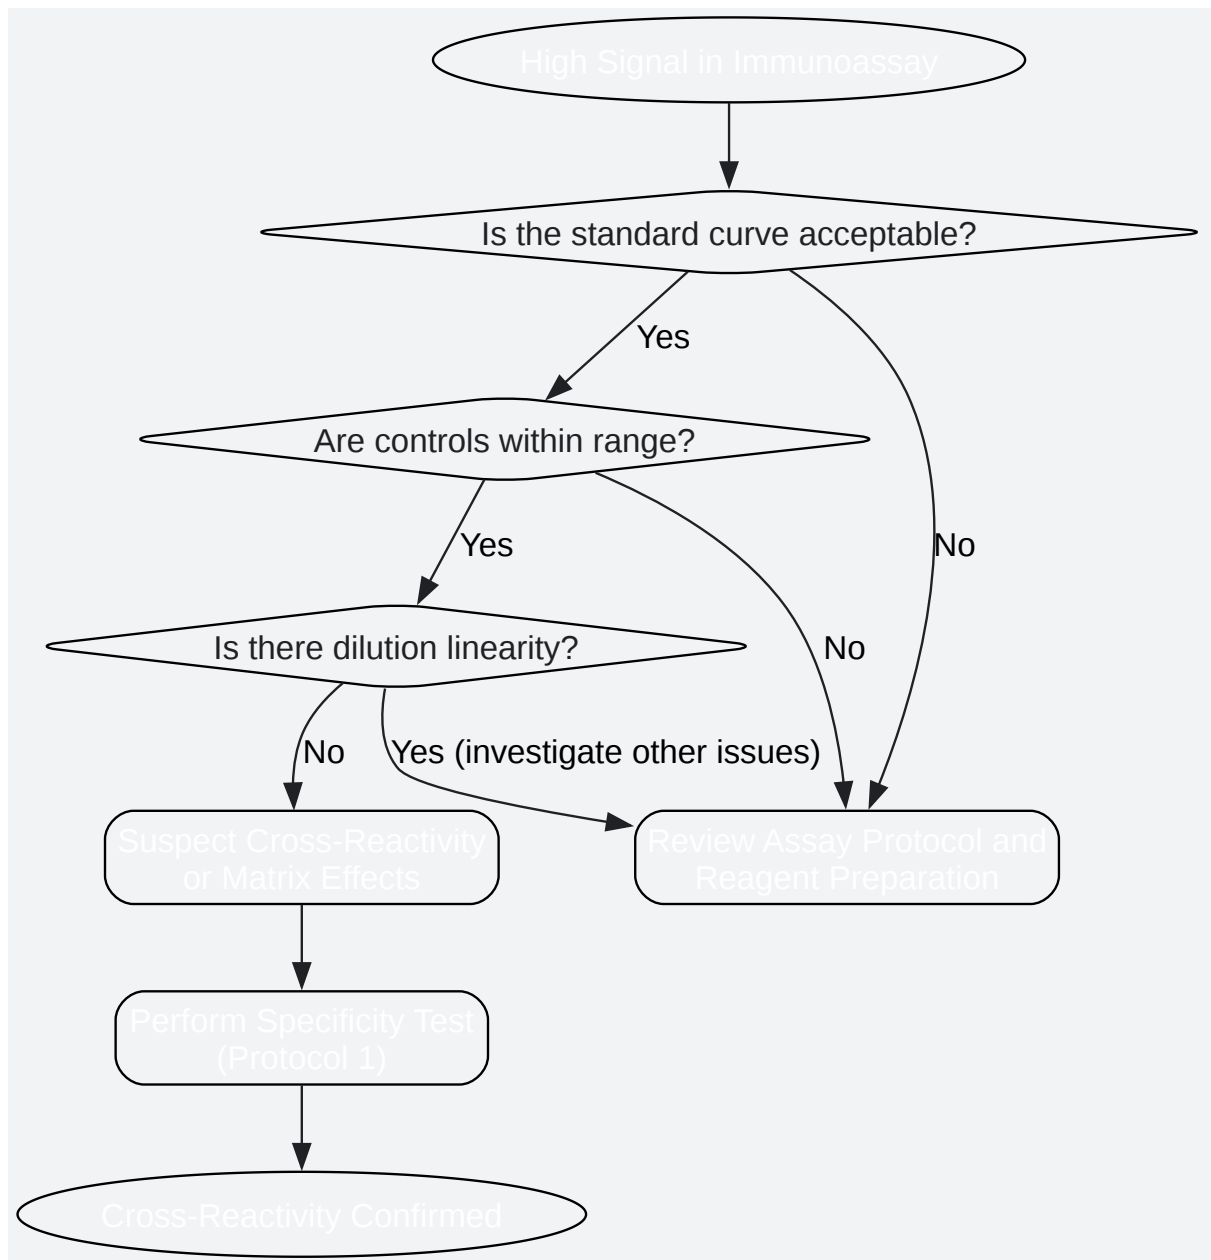 High Signal in Immunoassay
Is the standard curve acceptable?
Yes
Are controls within range?
Yes
No
Is there dilution linearity?
No
No
Yes (investigate other issues)
Suspect Cross-Reactivity
or Matrix Effects
Review Assay Protocol and
Reagent Preparation
Perform Specificity Test
(Protocol 1)
Cross-Reactivity Confirmed